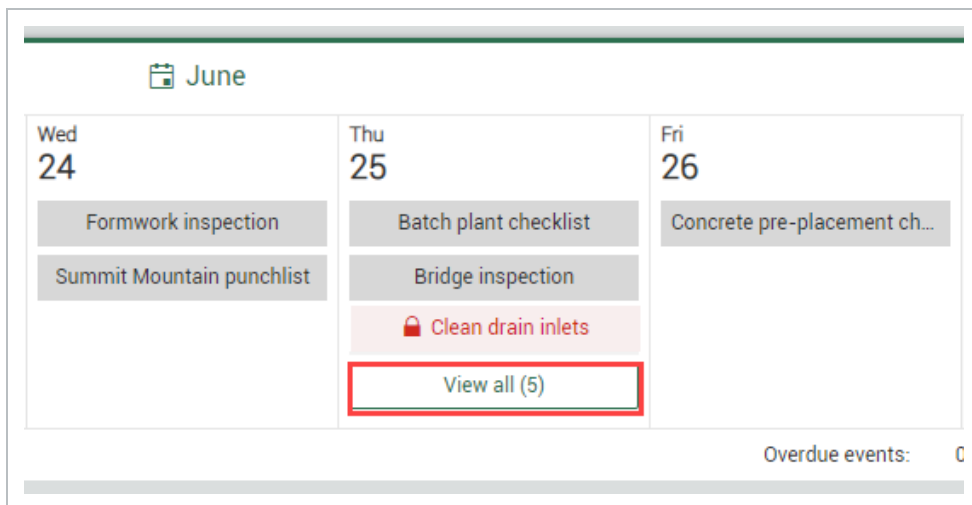 June
Wed
24
Formwork inspection
Summit Mountain punchlist
Thu
25
Batch plant checklist
Bridge inspection
Clean drain inlets
View all (5)
Fri
26
Concrete pre-placement ch...
Overdue events: